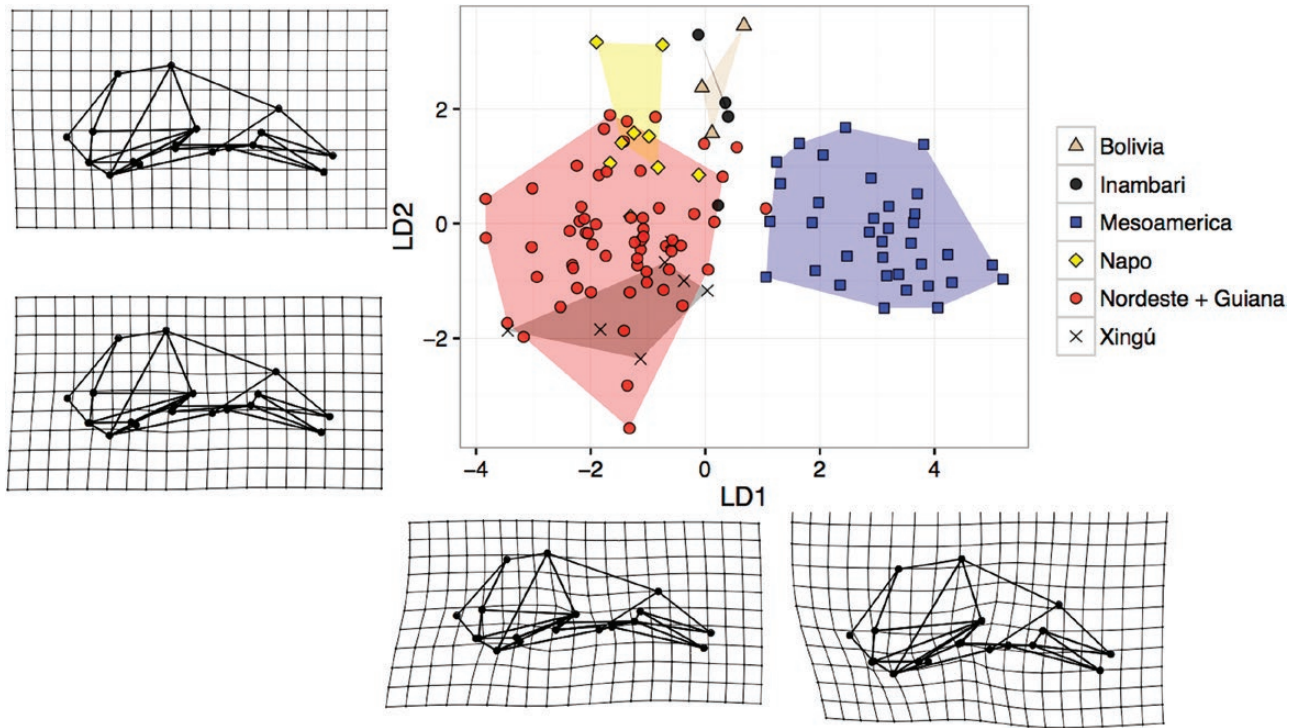 2
0
−2
LD2
−4
−2
0
2
4
LD1
Bolivia
Inambari
Mesoamerica
Napo
Nordeste + Guiana
Xingú